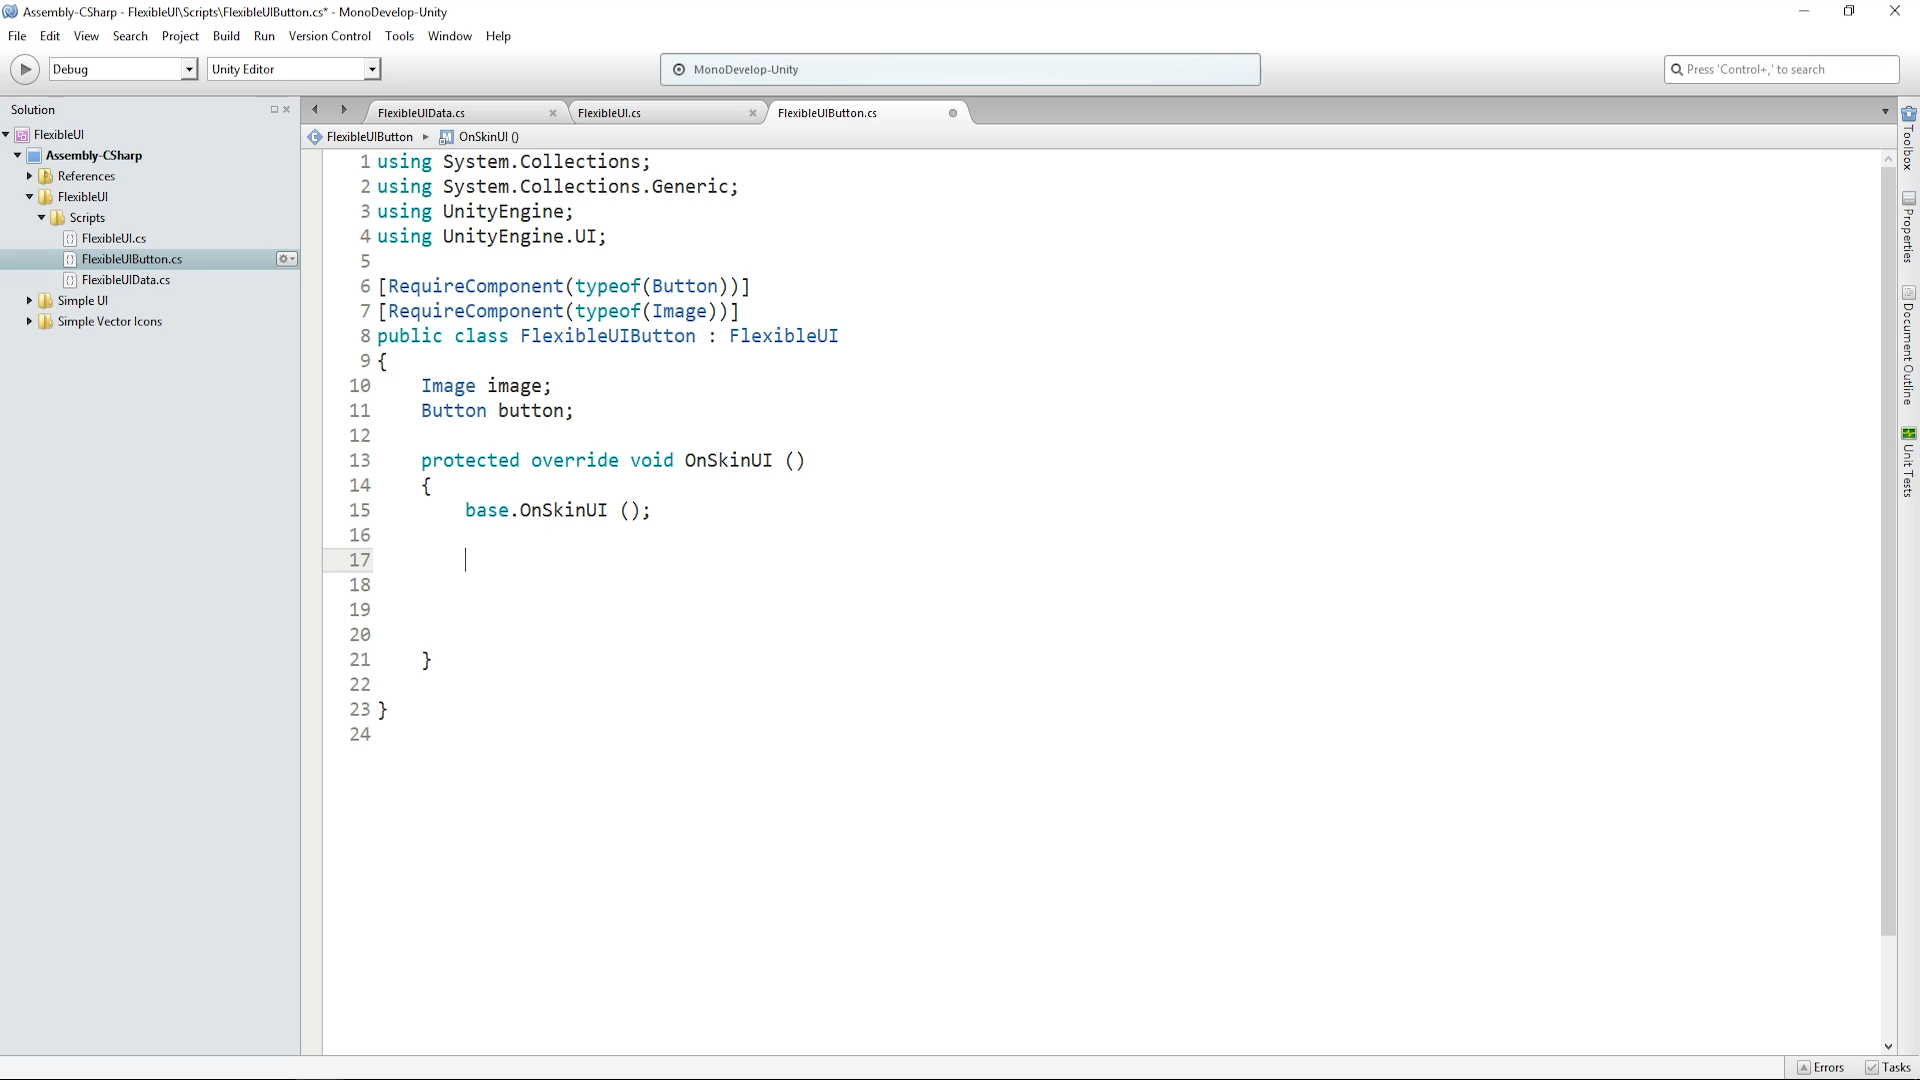 Assembly-CSharp - FlexibleUI\Scripts\FlexibleUIButton.cs* - MonoDevelop-Unity
File Edit View Search Project Build Run Version Control Tools Window Help
Debug Unity Editor MonoDevelop-Unity Press 'Control+,' to search
Solution
FlexibleUI
Assembly-CSharp
References
FlexibleUI
Scripts
FlexibleUI.cs
FlexibleUIButton.cs
FlexibleUIData.cs
Simple UI
Simple Vector Icons
FlexibleUIData.cs FlexibleUI.cs FlexibleUIButton.cs
FlexibleUIButton OnSkinUI ()
1 using System.Collections;
2 using System.Collections.Generic;
3 using UnityEngine;
4 using UnityEngine.UI;
5
6 [RequireComponent(typeof(Button))]
7 [RequireComponent(typeof(Image))]
8 public class FlexibleUIButton : FlexibleUI
9 {
10 Image image;
11 Button button;
12
13 protected override void OnSkinUI ()
14 {
15 base.OnSkinUI ();
16
17
18
19
20
21 }
22
23 }
24
Toolbox
Properties
Document Outline
Unit Tests
Errors Tasks